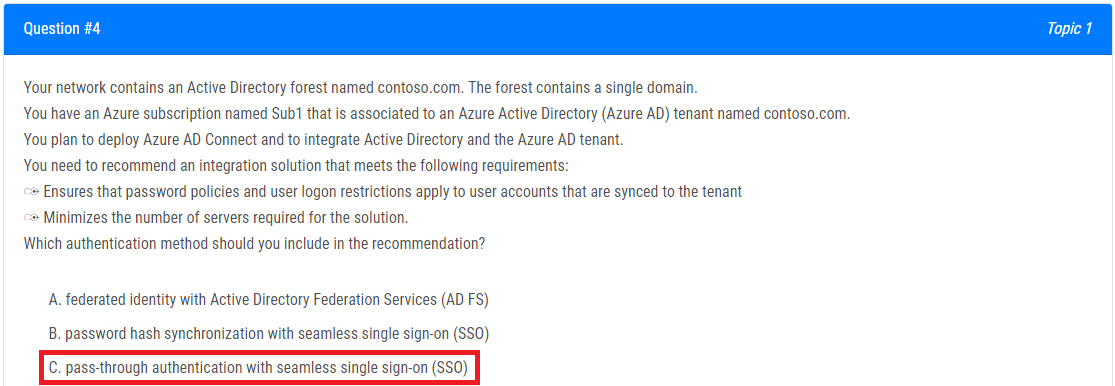 Question #4
Topic 1
Your network contains an Active Directory forest named contoso.com. The forest contains a single domain.
You have an Azure subscription named Sub1 that is associated to an Azure Active Directory (Azure AD) tenant named contoso.com.
You plan to deploy Azure AD Connect and to integrate Active Directory and the Azure AD tenant.
You need to recommend an integration solution that meets the following requirements:
Ensures that password policies and user logon restrictions apply to user accounts that are synced to the tenant
Minimizes the number of servers required for the solution.
Which authentication method should you include in the recommendation?
A. federated identity with Active Directory Federation Services (AD FS)
B. password hash synchronization with seamless single sign-on (SSO)
C. pass-through authentication with seamless single sign-on (SSO)